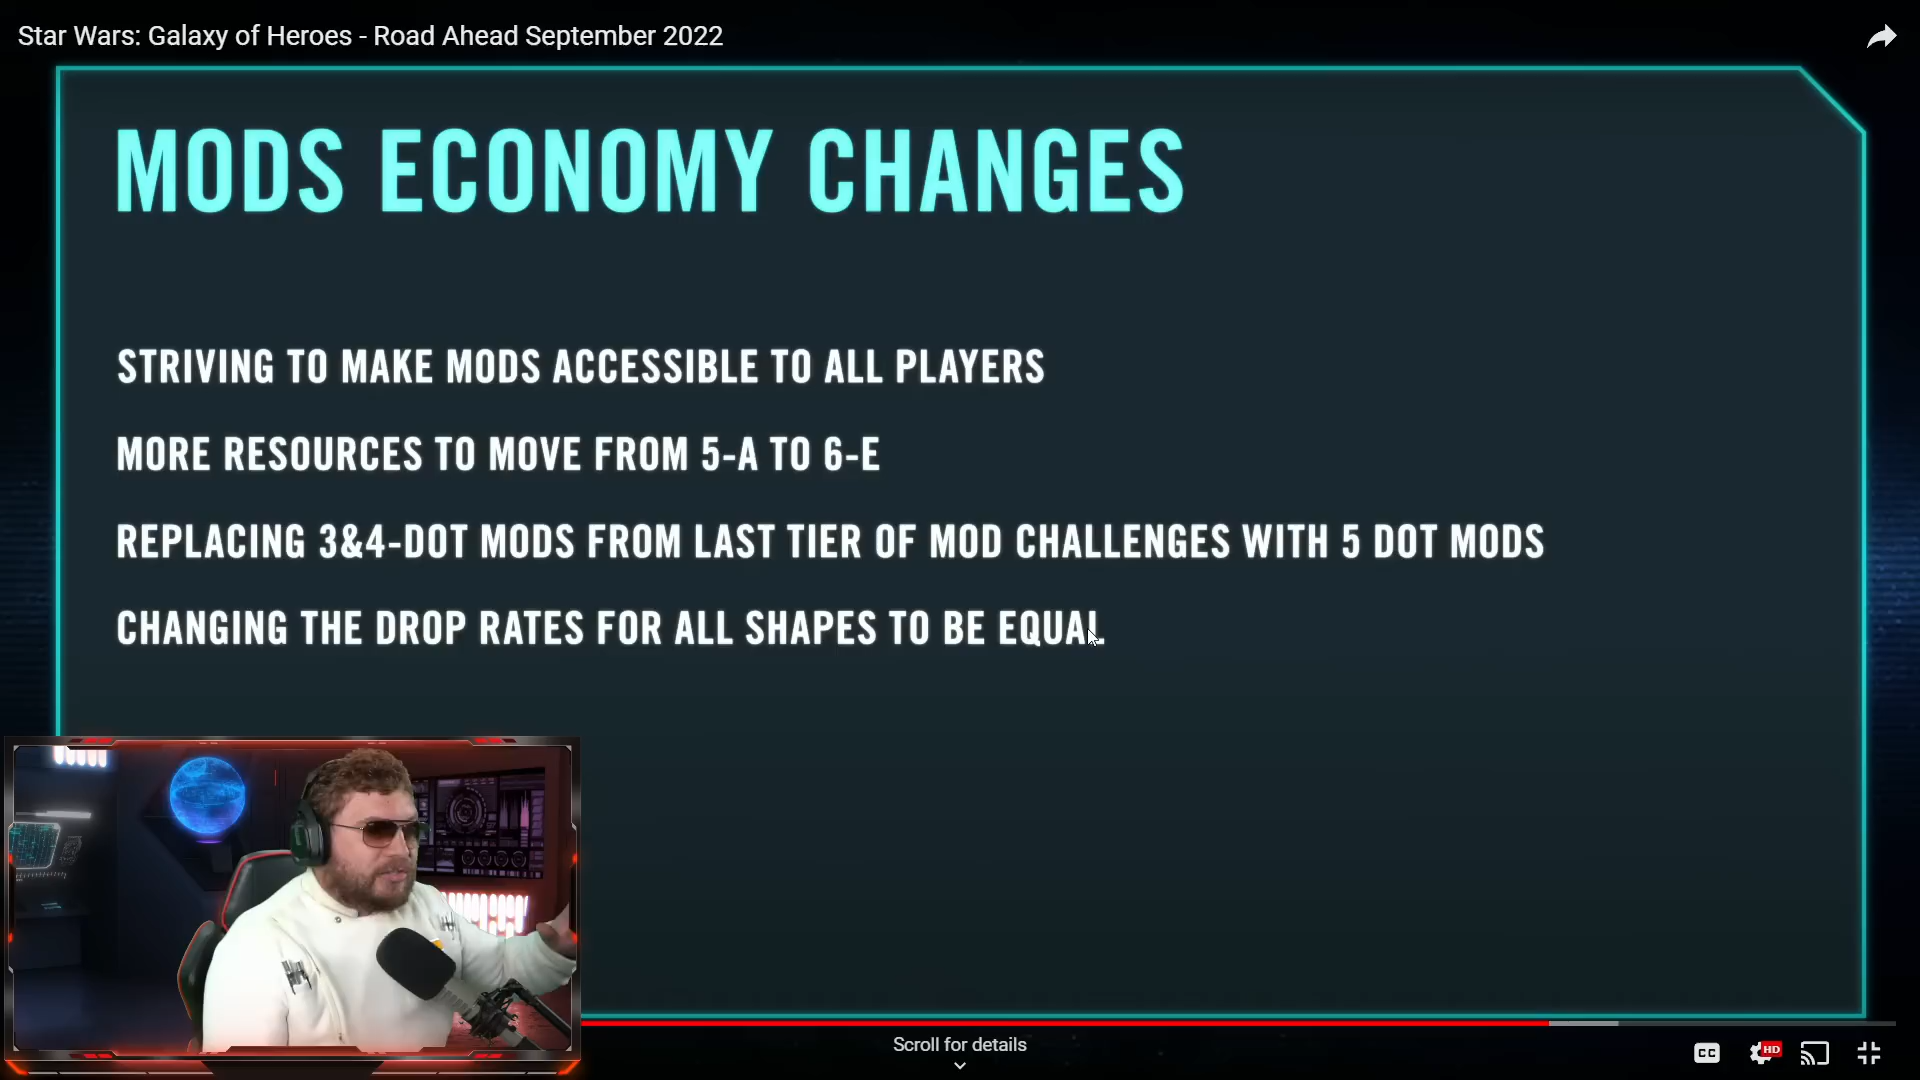 Star Wars: Galaxy of Heroes - Road Ahead September 2022
MODS ECONOMY CHANGES
STRIVING TO MAKE MODS ACCESSIBLE TO ALL PLAYERS
MORE RESOURCES TO MOVE FROM 5-A TO 6-E
REPLACING 3&4-DOT MODS FROM LAST TIER OF MOD CHALLENGES WITH 5 DOT MODS
CHANGING THE DROP RATES FOR ALL SHAPES TO BE EQUAL
Scroll for details
CC
HD